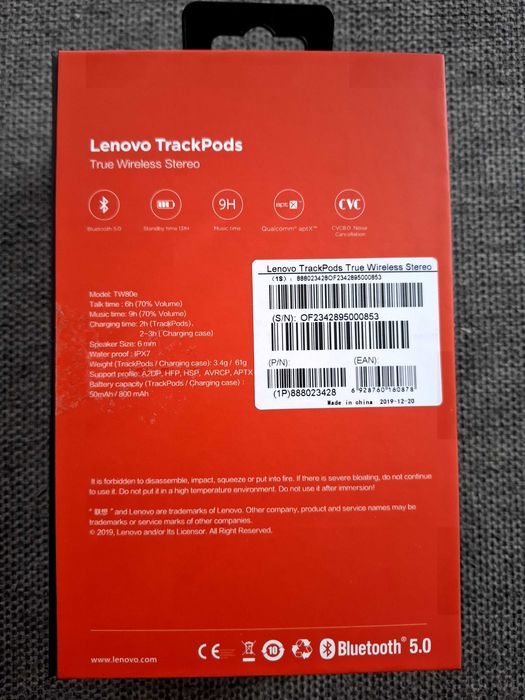 Lenovo TrackPods
True Wireless Stereo
9H
aptX
CVC
Bluetooth 5.0
Standby time 13H
Music time
Qualcomm® aptX™
CVC8.0 Noise
Cancellation
Model: TW80e
Talk time : 6h (70% Volume)
Music time: 9h (70% Volume)
Charging time: 2h (TrackPods),
2-3h ( Charging case)
Speaker Size: 6 mm
Water proof : IPX7
Weight (TrackPods / Charging case): 3.4g / 61g
Support profile: A2DP, HFP, HSP, AVRCP, APTX
Battery capacity (TrackPods / Charging case) :
50mAh / 800 mAh
Lenovo TrackPods True Wireless Stereo
(1S) : 888023428OF2342895000853
(S/N): OF2342895000853
(P/N):
(EAN):
(1P)888023428
6 928760 160878
Made in china 2019-12-20
It is forbidden to disassemble, impact, squeeze or put into fire. If there is severe bloating, do not continue
to use it. Do not put it in a high temperature environment. Do not use it after immersion!
" 联想 " and Lenovo are trademarks of Lenovo. Other company, product and service names may be
trademarks or service marks of other companies.
© 2019, Lenovo and/or Its Licensor. All Right Reserved.
www.lenovo.com
CE
10
Bluetooth® 5.0